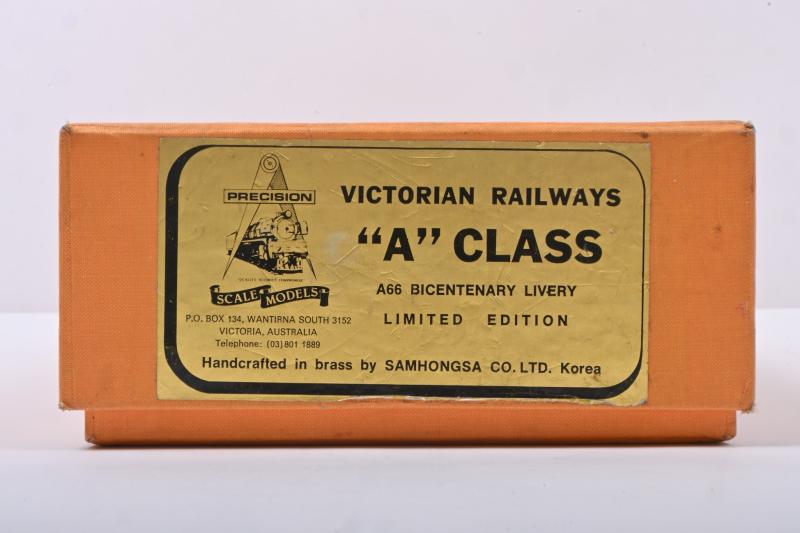 PRECISION
SCALE MODELS
P.O. BOX 134, WANTIRNA SOUTH 3152
VICTORIA, AUSTRALIA
Telephone: (03) 801 1889
VICTORIAN RAILWAYS
"A" CLASS
A66 BICENTENARY LIVERY
LIMITED EDITION
Handcrafted in brass by SAMHONGSA CO. LTD. Korea